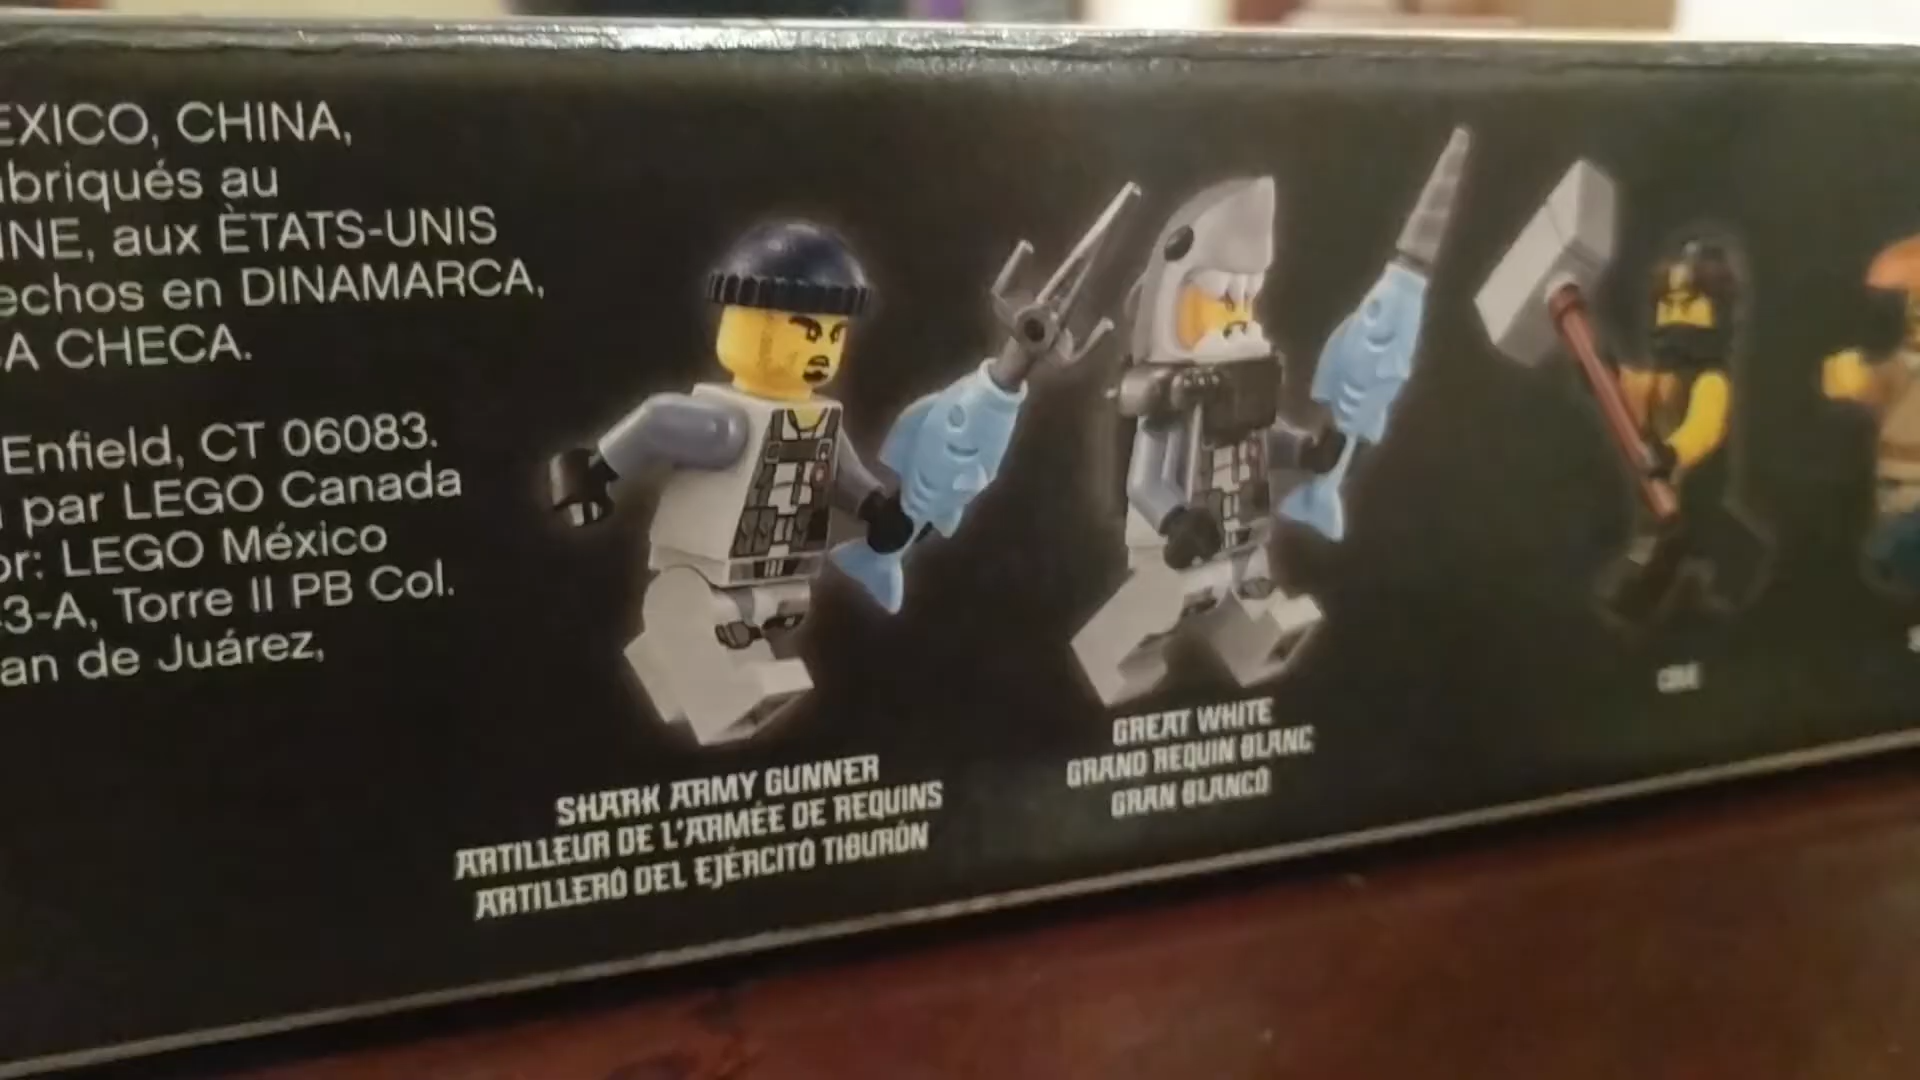 EXICO, CHINA,
abriqués au
INE, aux ÈTATS-UNIS
echos en DINAMARCA,
A CHECA.
Enfield, CT 06083.
par LEGO Canada
or: LEGO México
3-A, Torre II PB Col.
an de Juárez,
SHARK ARMY GUNNER
ARTILLEUR DE L'ARMÉE DE REQUINS
ARTILLERO DEL EJÉRCITO TIBURÓN
GREAT WHITE
GRAND REQUIN BLANC
GRAN BLANCO
COLE